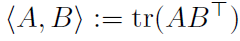 ⟨A, B⟩ := tr(AB⊤)